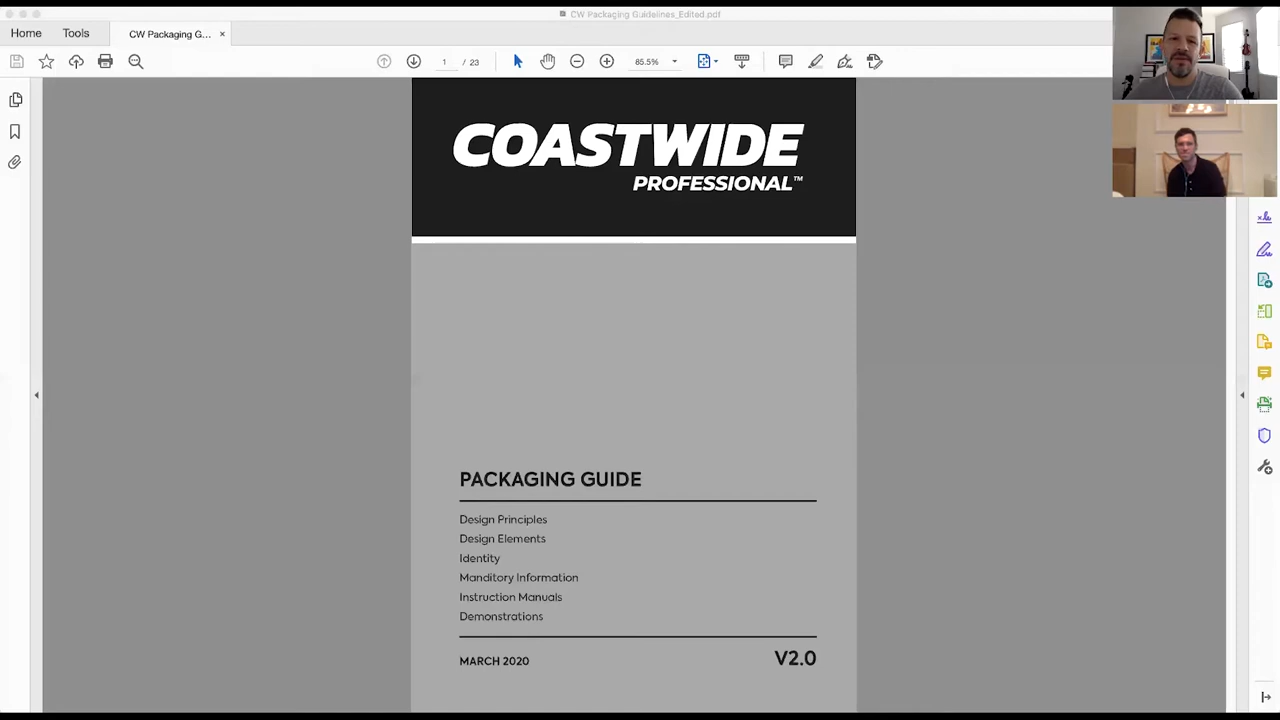 CW Packaging Guidelines_Edited.pdf
Home
Tools
CW Packaging G... ×
1 / 23
85.5%
COASTWIDE
PROFESSIONAL™
PACKAGING GUIDE
Design Principles
Design Elements
Identity
Manditory Information
Instruction Manuals
Demonstrations
MARCH 2020
V2.0